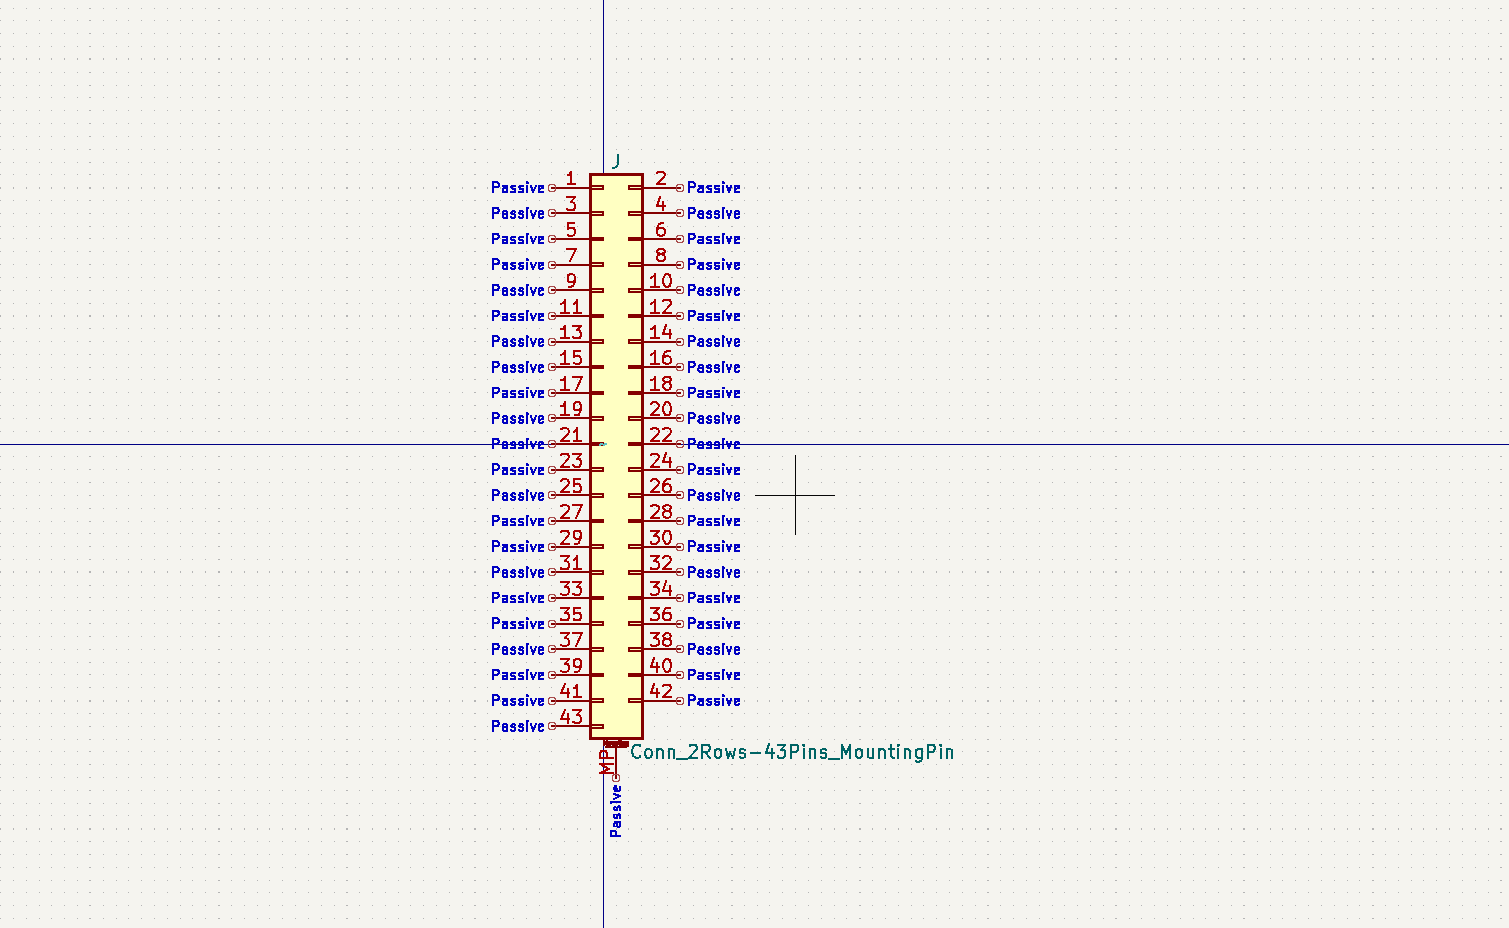 J
Passive 1 2 Passive
Passive 3 4 Passive
Passive 5 6 Passive
Passive 7 8 Passive
Passive 9 10 Passive
Passive 11 12 Passive
Passive 13 14 Passive
Passive 15 16 Passive
Passive 17 18 Passive
Passive 19 20 Passive
Passive 21 22 Passive
Passive 23 24 Passive
Passive 25 26 Passive
Passive 27 28 Passive
Passive 29 30 Passive
Passive 31 32 Passive
Passive 33 34 Passive
Passive 35 36 Passive
Passive 37 38 Passive
Passive 39 40 Passive
Passive 41 42 Passive
Passive 43
MP Conn_2Rows-43Pins_MountingPin
Passive